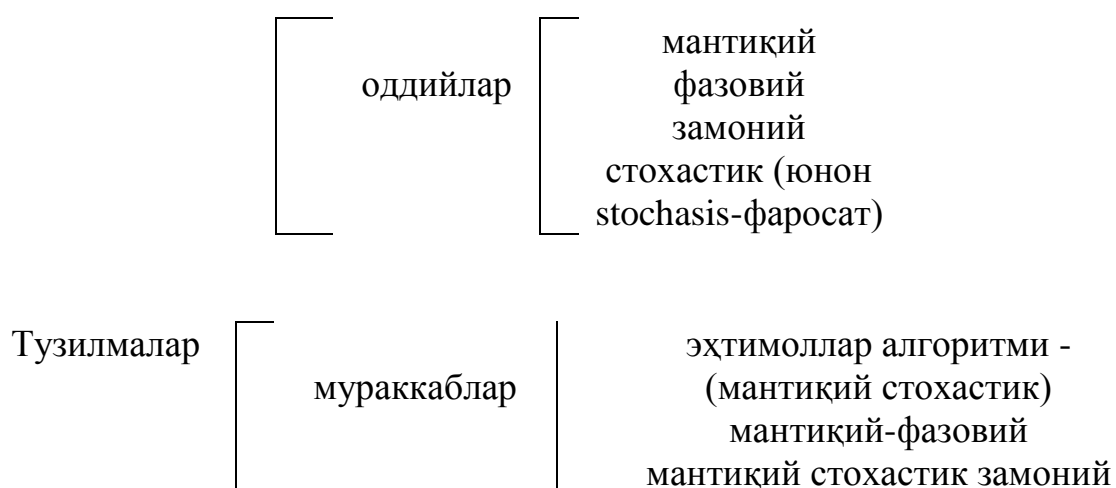 мантиқий
оддийлар фазовий
замоний
стохастик (юнон
stochasis-фаросат)
Тузилмалар эҳтимоллар алгоритми -
мураккаблар (мантиқий стохастик)
мантиқий-фазовий
мантиқий стохастик замоний